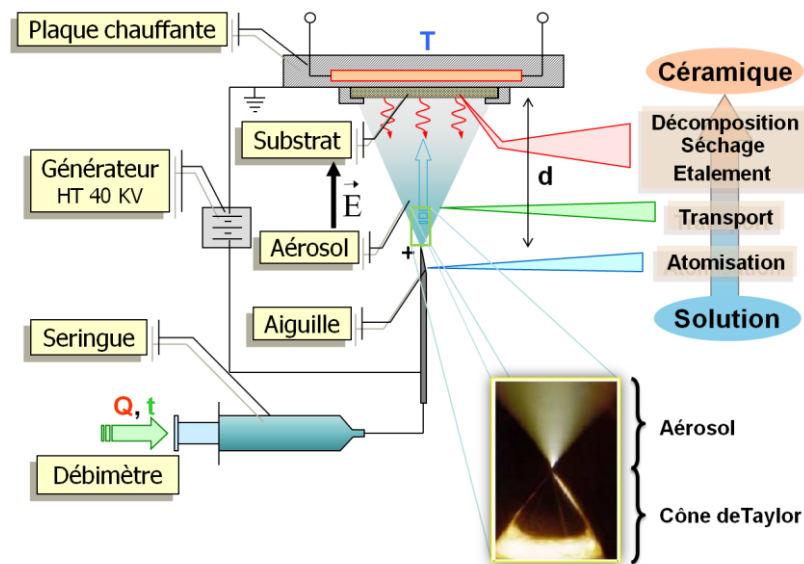 Plaque chauffante
T
Céramique
Substrat
Décomposition
Séchage
Etalement
Générateur
HT 40 KV
E
d
Aérosol
Transport
+
Atomisation
Aiguille
Solution
Seringue
Q, t
Débimètre
Aérosol
Cône deTaylor